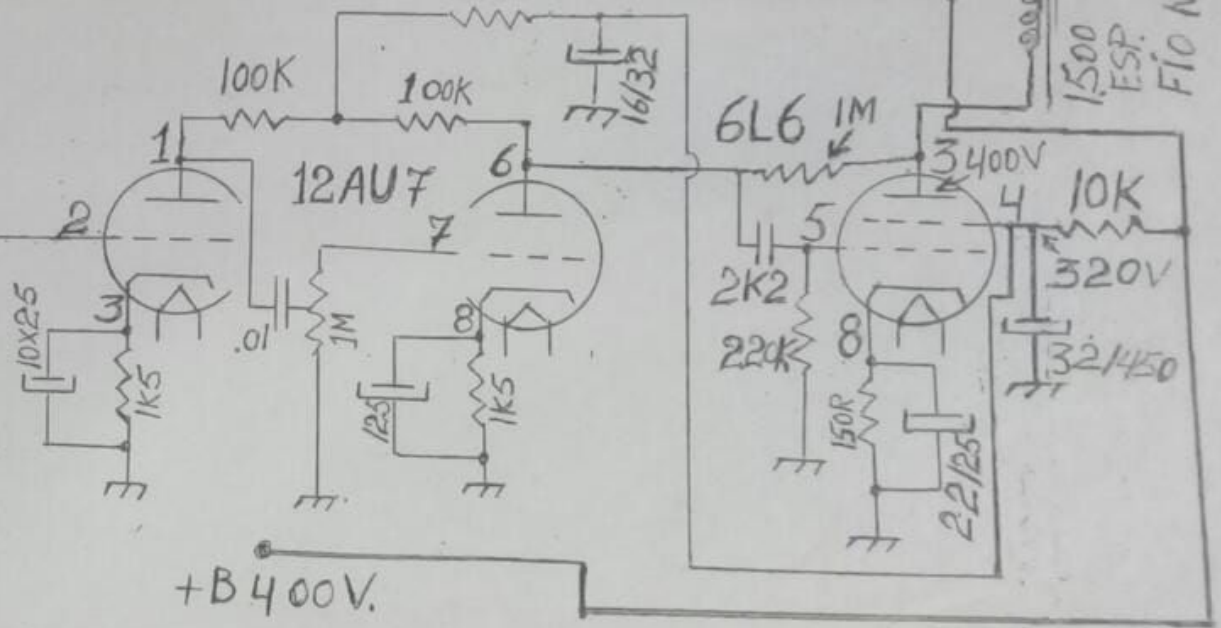 1500
ESP.
FIO
100K
100K
16/32
6L6
1M
1
6
3
400V
12AU7
4
10K
2
7
5
320V
3
.01
1M
8
2K2
220K
8
32/450
10x25
1K5
125
1K5
150R
22/25
+B 400V.